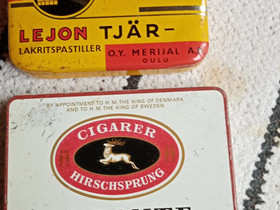 LEJON TJÄR-
LAKRITSPASTILLER
O.Y. MERIJAL A.B.
OULU
BY APPOINTMENT TO H.M. THE KING OF DENMARK
AND TO H.M. THE KING OF SWEDEN
CIGARER
HIRSCHSPRUNG